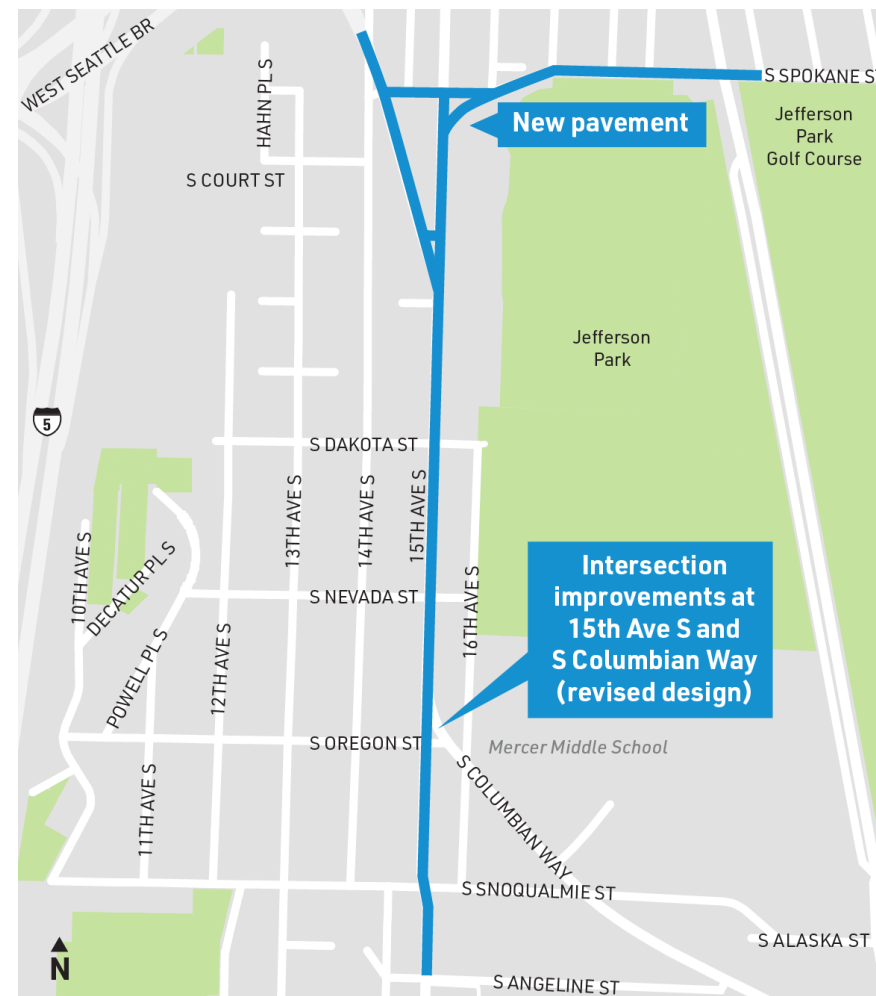 WEST SEATTLE BR
HAHN PL S
S SPOKANE ST
Jefferson
Park
Golf Course
New pavement
S COURT ST
Jefferson
Park
5
S DAKOTA ST
13TH AVE S
14TH AVE S
15TH AVE S
10TH AVE S
DECATUR PL S
S NEVADA ST
16TH AVE S
Intersection
improvements at
15th Ave S and
S Columbian Way
(revised design)
POWELL PL S
12TH AVE S
S OREGON ST
Mercer Middle School
S COLUMBIAN WAY
11TH AVE S
S SNOQUALMIE ST
S ALASKA ST
N
S ANGELINE ST